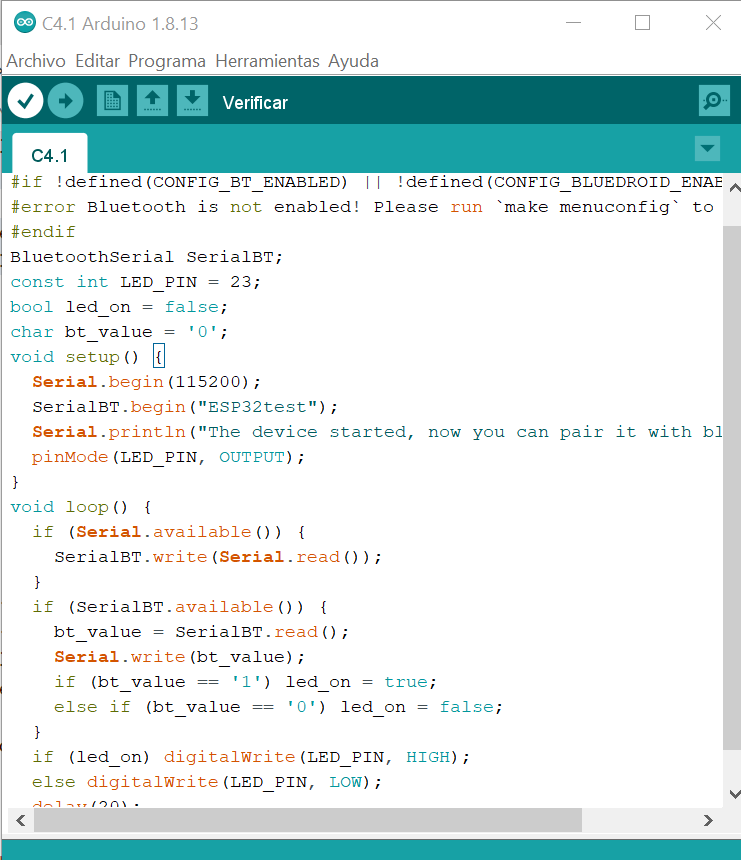 C4.1 Arduino 1.8.13
Archivo Editar Programa Herramientas Ayuda
Verificar
C4.1
#if !defined(CONFIG_BT_ENABLED) || !defined(CONFIG_BLUEDROID_ENAB
#error Bluetooth is not enabled! Please run `make menuconfig` to
#endif
BluetoothSerial SerialBT;
const int LED_PIN = 23;
bool led_on = false;
char bt_value = '0';
void setup() {
  Serial.begin(115200);
  SerialBT.begin("ESP32test");
  Serial.println("The device started, now you can pair it with bl
  pinMode(LED_PIN, OUTPUT);
}
void loop() {
  if (Serial.available()) {
    SerialBT.write(Serial.read());
  }
  if (SerialBT.available()) {
    bt_value = SerialBT.read();
    Serial.write(bt_value);
    if (bt_value == '1') led_on = true;
    else if (bt_value == '0') led_on = false;
  }
  if (led_on) digitalWrite(LED_PIN, HIGH);
  else digitalWrite(LED_PIN, LOW);
  delay(20);